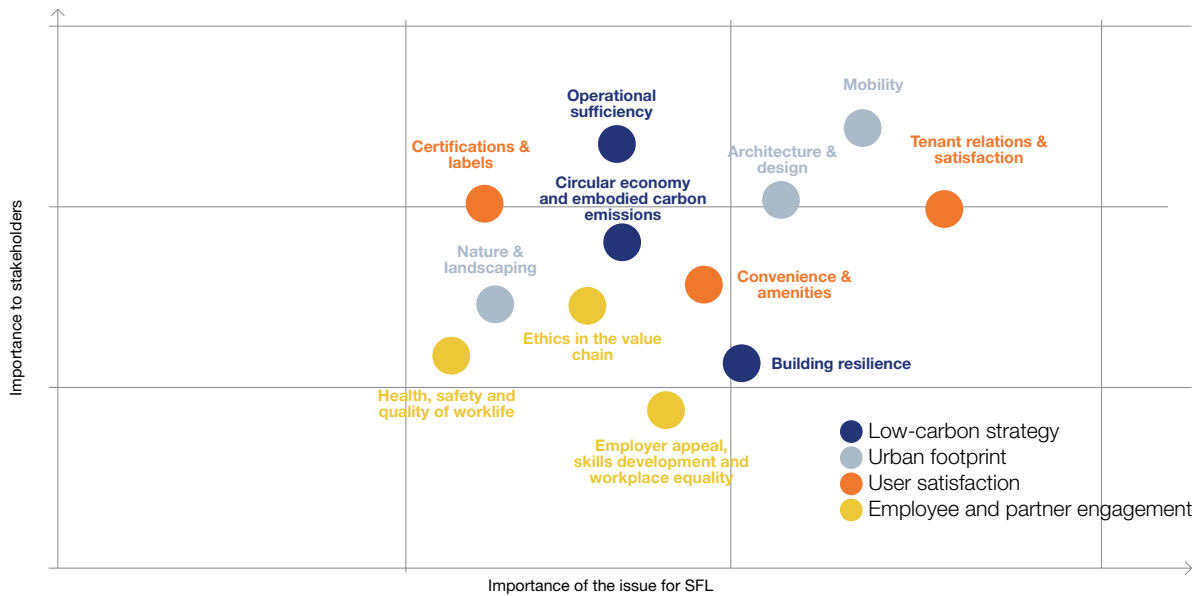 Mobility
Operational
sufficiency
Tenant relations &
satisfaction
Certifications &
labels
Architecture &
design
Circular economy
and embodied carbon
emissions
Nature &
landscaping
Convenience &
amenities
Ethics in the value
chain
Building resilience
Health, safety and
quality of worklife
Employer appeal,
skills development and
workplace equality
Low-carbon strategy
Urban footprint
User satisfaction
Employee and partner engagement
Importance to stakeholders
Importance of the issue for SFL